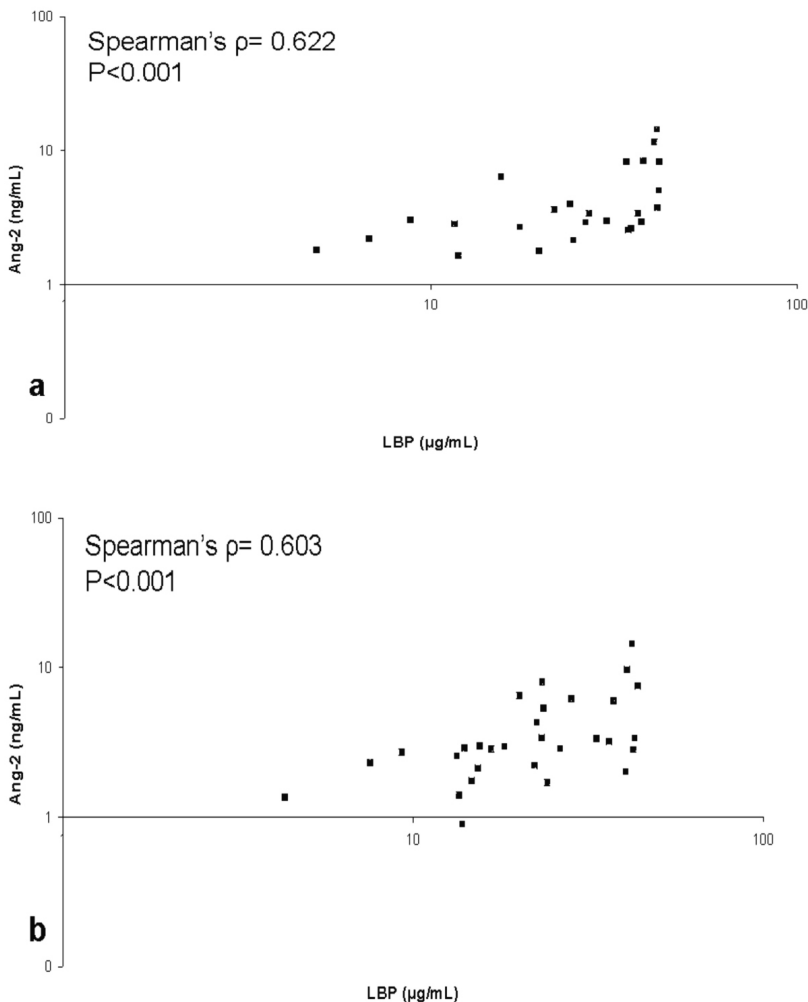 100
Spearman's ρ= 0.622
P<0.001
10
Ang-2 (ng/mL)
1
10
100
a
0
LBP (µg/mL)
100
Spearman's ρ= 0.603
P<0.001
10
Ang-2 (ng/mL)
1
10
100
b
0
LBP (µg/mL)